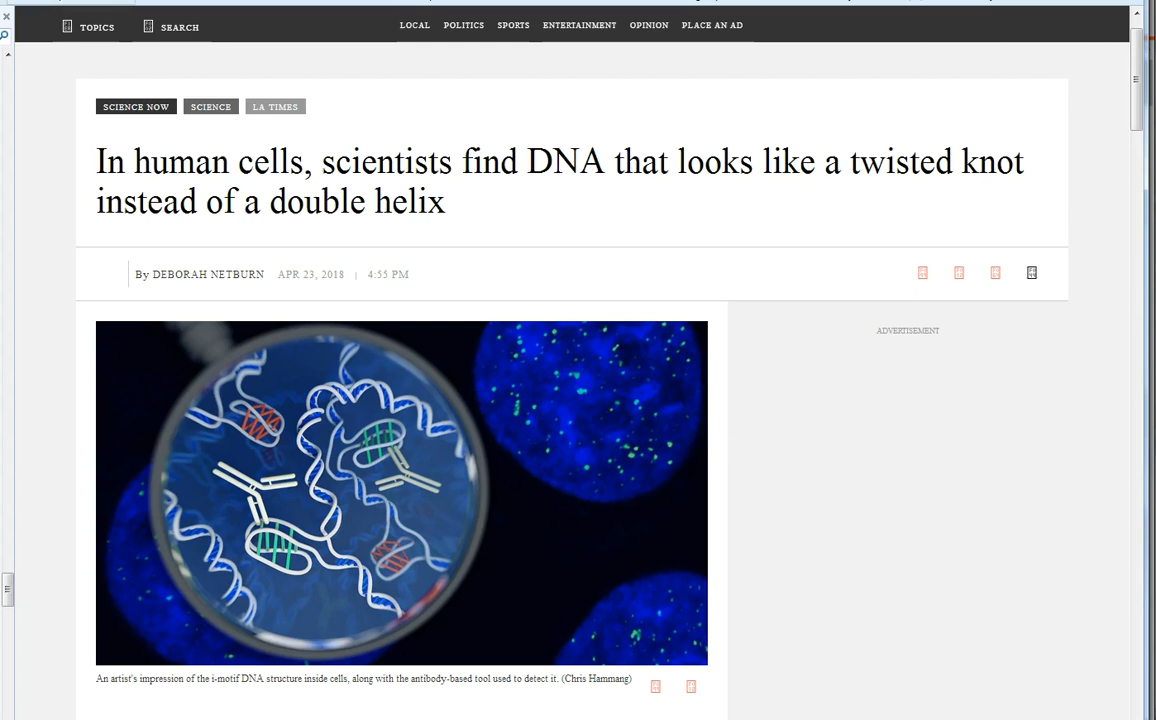 TOPICS
SEARCH
LOCAL POLITICS SPORTS ENTERTAINMENT OPINION PLACE AN AD
SCIENCE NOW SCIENCE LA TIMES
In human cells, scientists find DNA that looks like a twisted knot
instead of a double helix
By DEBORAH NETBURN APR 23, 2018 | 4:55 PM
ADVERTISEMENT
An artist's impression of the i-motif DNA structure inside cells, along with the antibody-based tool used to detect it. (Chris Hammang)